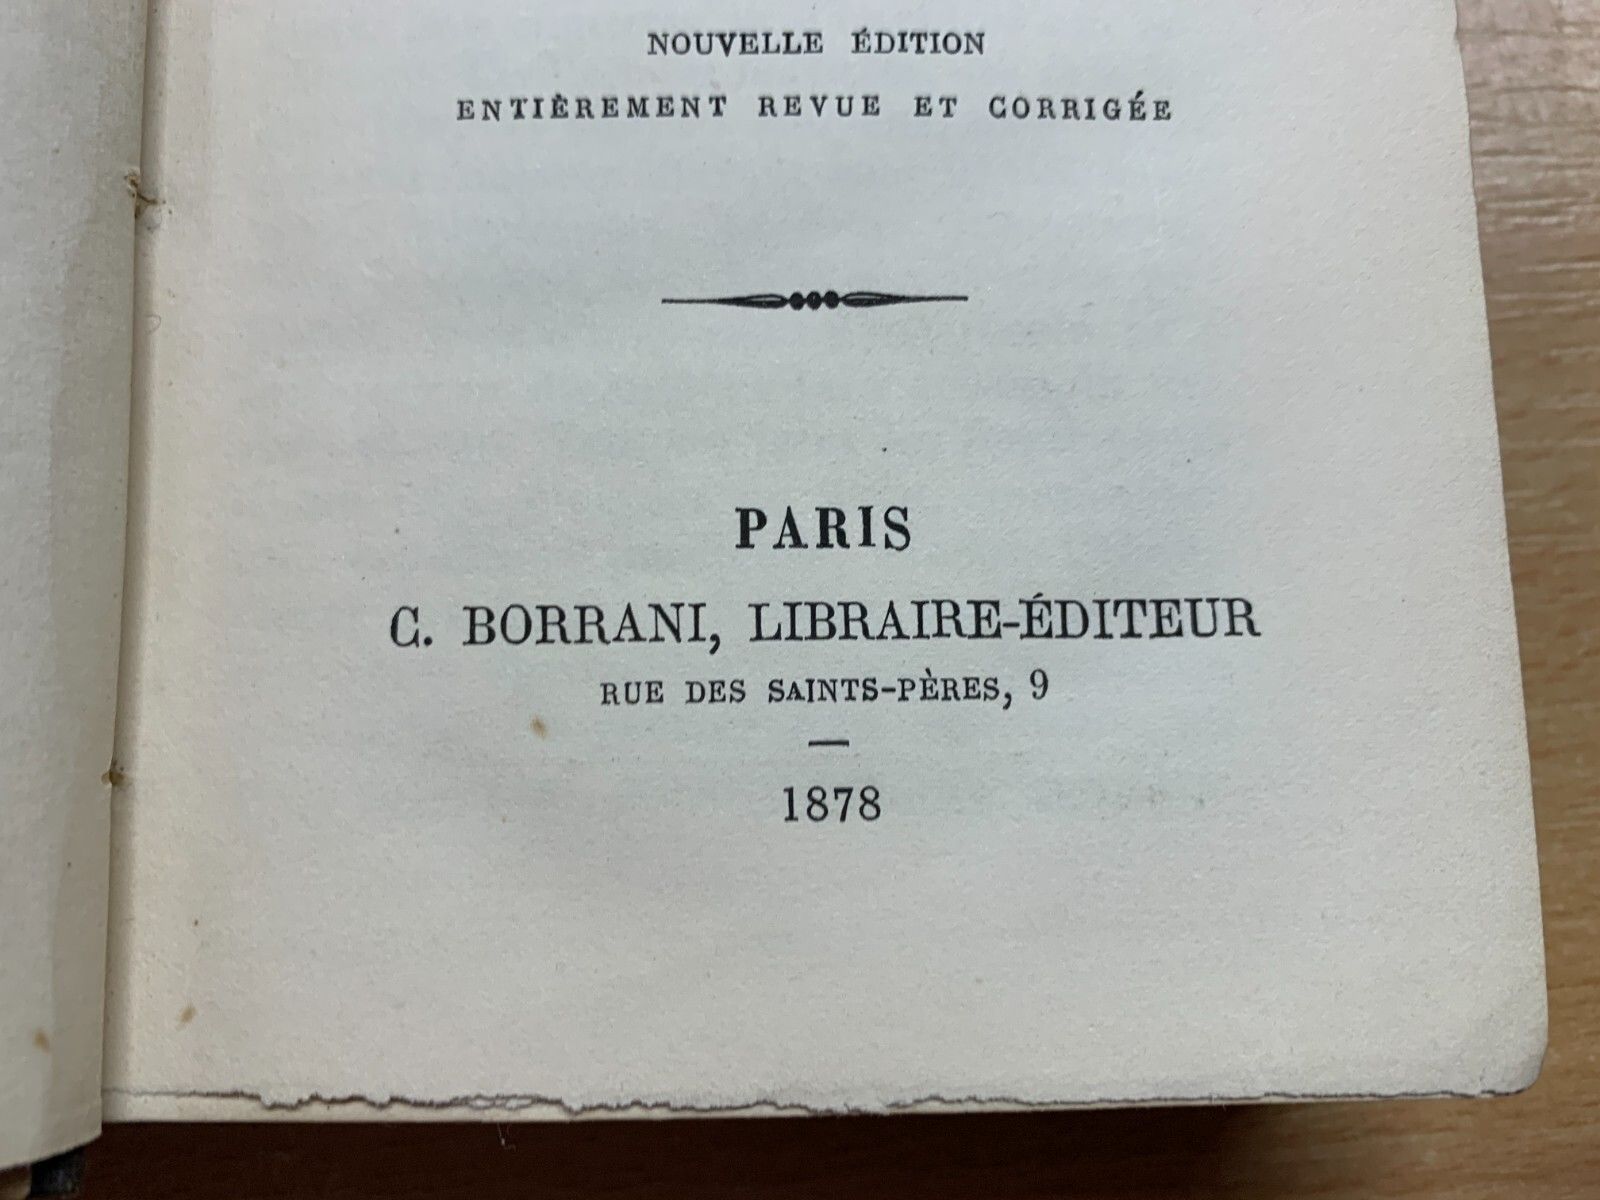 NOUVELLE ÉDITION
ENTIÈREMENT REVUE ET CORRIGÉE
PARIS
C. BORRANI, LIBRAIRE-ÉDITEUR
RUE DES SAINTS-PÈRES, 9
1878